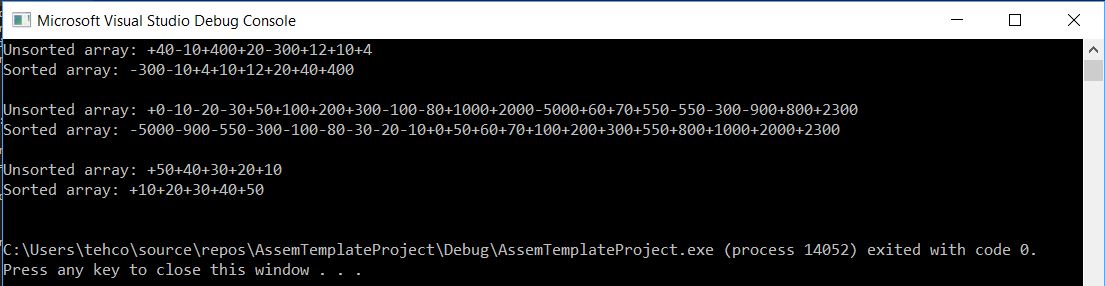 Microsoft Visual Studio Debug Console
Unsorted array: +40-10+400+20-300+12+10+4
Sorted array: -300-10+4+10+12+20+40+400
Unsorted array: +0-10-20-30+50+100+200+300-100-80+1000+2000-5000+60+70+550-550-300-900+800+2300
Sorted array: -5000-900-550-300-100-80-30-20-10+0+50+60+70+100+200+300+550+800+1000+2000+2300
Unsorted array: +50+40+30+20+10
Sorted array: +10+20+30+40+50
C:\Users\tehco\source\repos\AssemTemplateProject\Debug\AssemTemplateProject.exe (process 14052) exited with code 0.
Press any key to close this window . . .